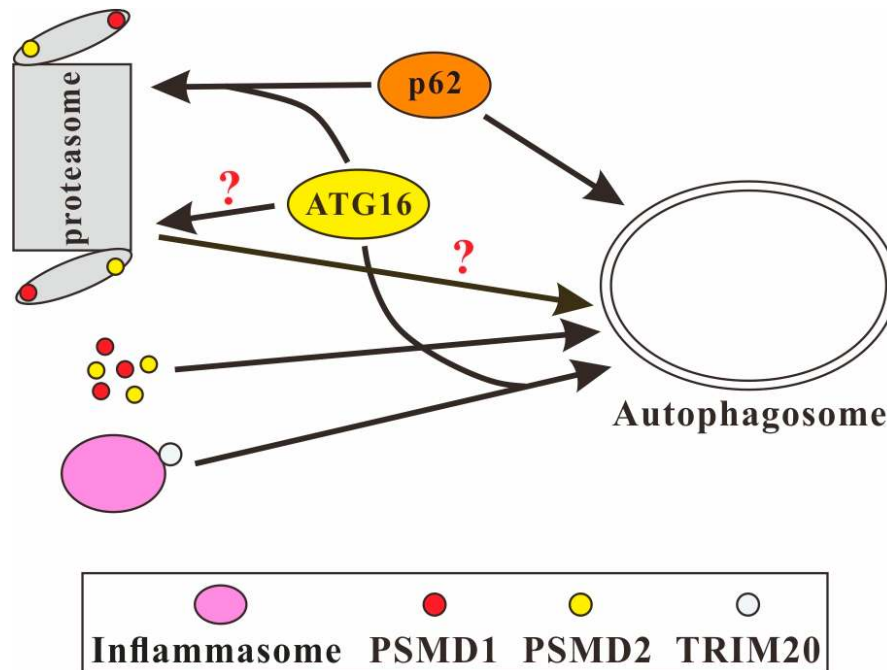 proteasome
p62
?
ATG16
?
Autophagosome
Inflammasome PSMD1 PSMD2 TRIM20